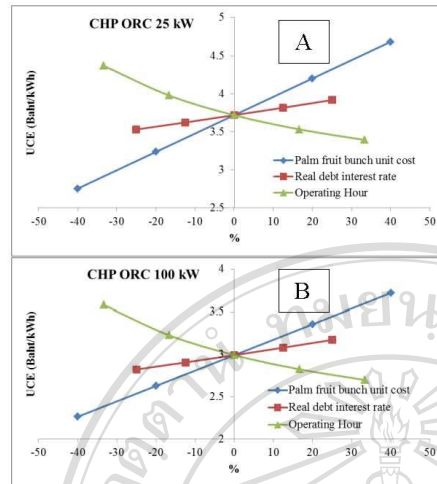 CHP ORC 25 kW
A
5
4.5
4
3.5
3
2.5
UCE (Baht/kWh)
Palm fruit bunch unit cost
Real debt interest rate
Operating Hour
-50 -40 -30 -20 -10 0 10 20 30 40 50
%
CHP ORC 100 kW
B
4
3.5
3
2.5
2
UCE (Baht/kWh)
Palm fruit bunch unit cost
Real debt interest rate
Operating Hour
-50 -40 -30 -20 -10 0 10 20 30 40 50
%